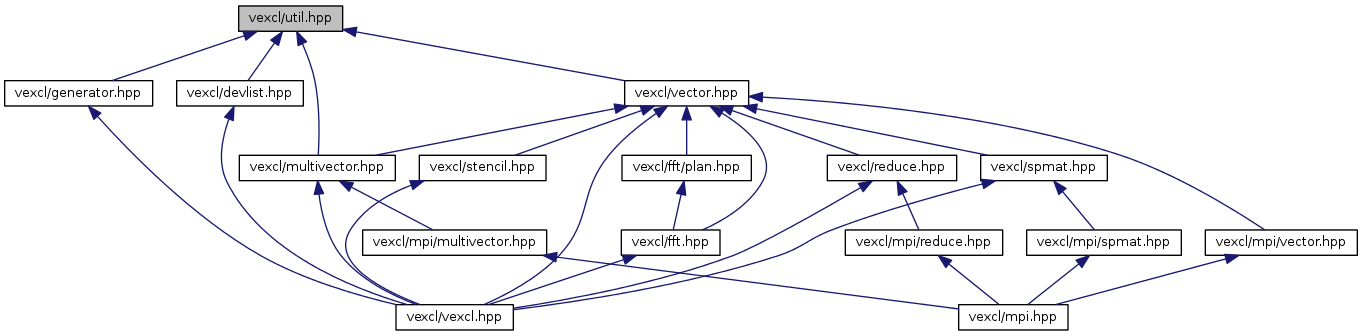 vexcl/util.hpp
vexcl/generator.hpp
vexcl/devlist.hpp
vexcl/vector.hpp
vexcl/multivector.hpp
vexcl/stencil.hpp
vexcl/fft/plan.hpp
vexcl/reduce.hpp
vexcl/spmat.hpp
vexcl/mpi/multivector.hpp
vexcl/fft.hpp
vexcl/mpi/reduce.hpp
vexcl/mpi/spmat.hpp
vexcl/mpi/vector.hpp
vexcl/vexcl.hpp
vexcl/mpi.hpp